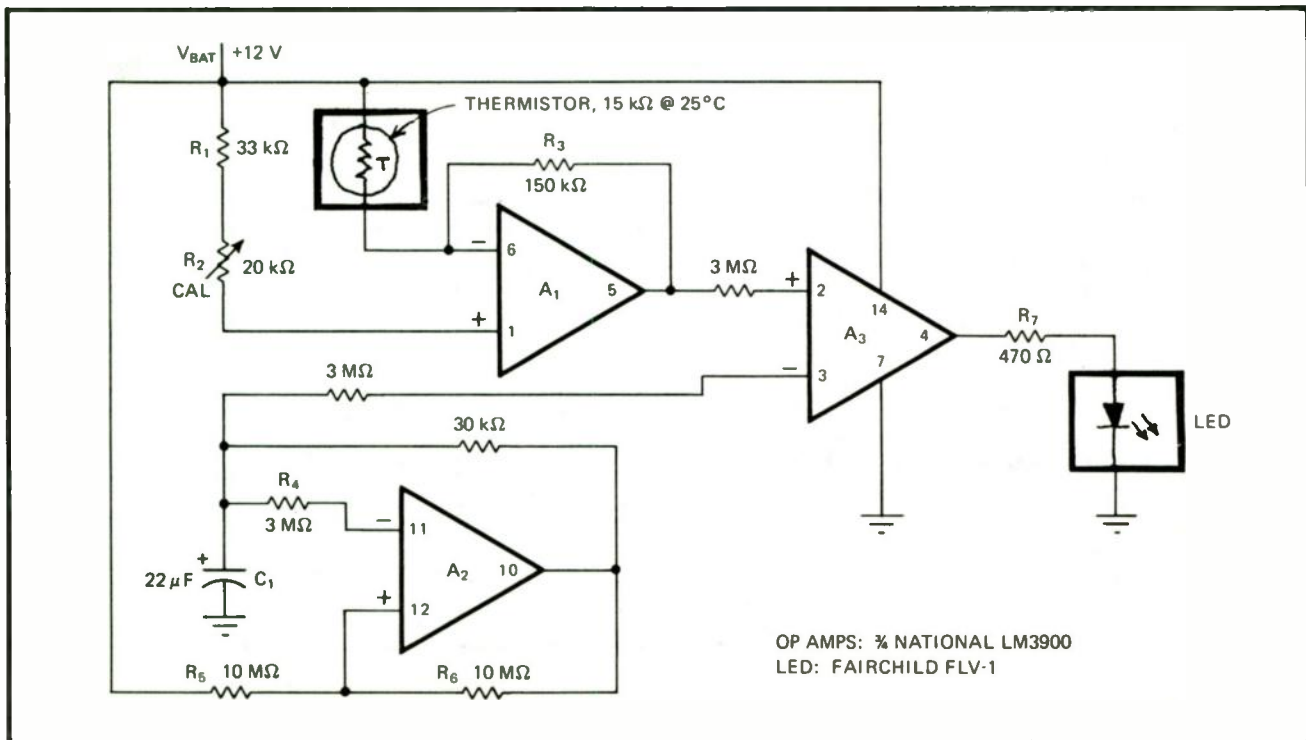 V_BAT +12 V
THERMISTOR, 15 kΩ @ 25°C
R₁ 33 kΩ
T
R₃
150 kΩ
R₂ 20 kΩ
CAL
−
6
A₁
5
+
1
3 MΩ
+
2
14
A₃
4
7
−
3
R₇
470 Ω
LED
3 MΩ
30 kΩ
R₄
3 MΩ
−
11
A₂
10
+
12
+
22 µF C₁
R₅ 10 MΩ
R₆ 10 MΩ
OP AMPS: ¾ NATIONAL LM3900
LED: FAIRCHILD FLV-1